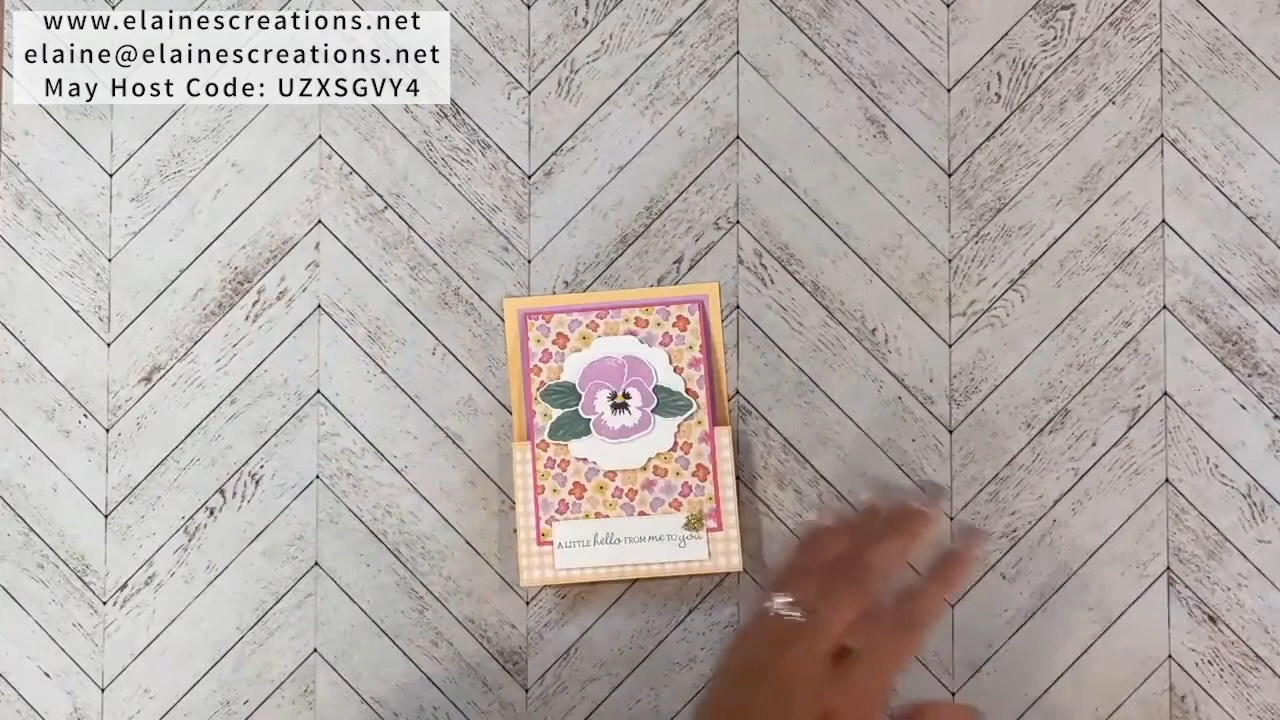 www.elainescreations.net
elaine@elainescreations.net
May Host Code: UZXSGVY4
A LITTLE hello FROM me TO you